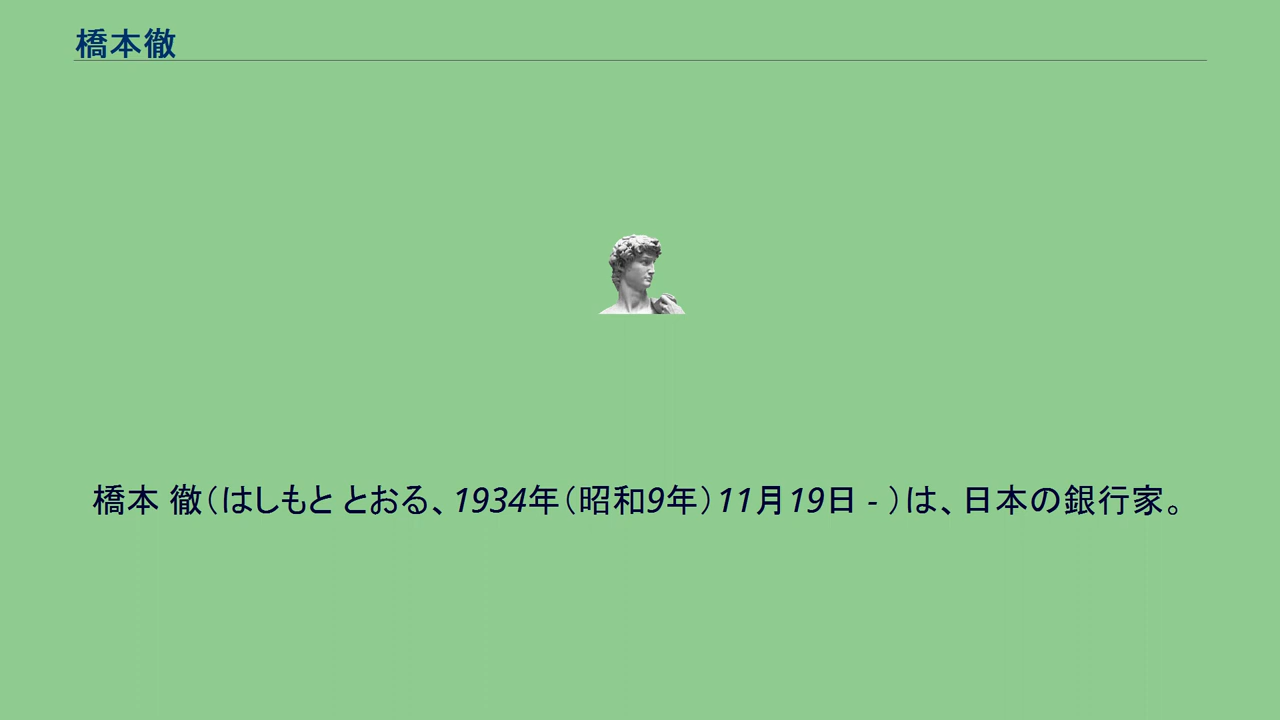 橋本徹
橋本 徹（はしもと とおる、1934年（昭和9年）11月19日 - ）は、日本の銀行家。